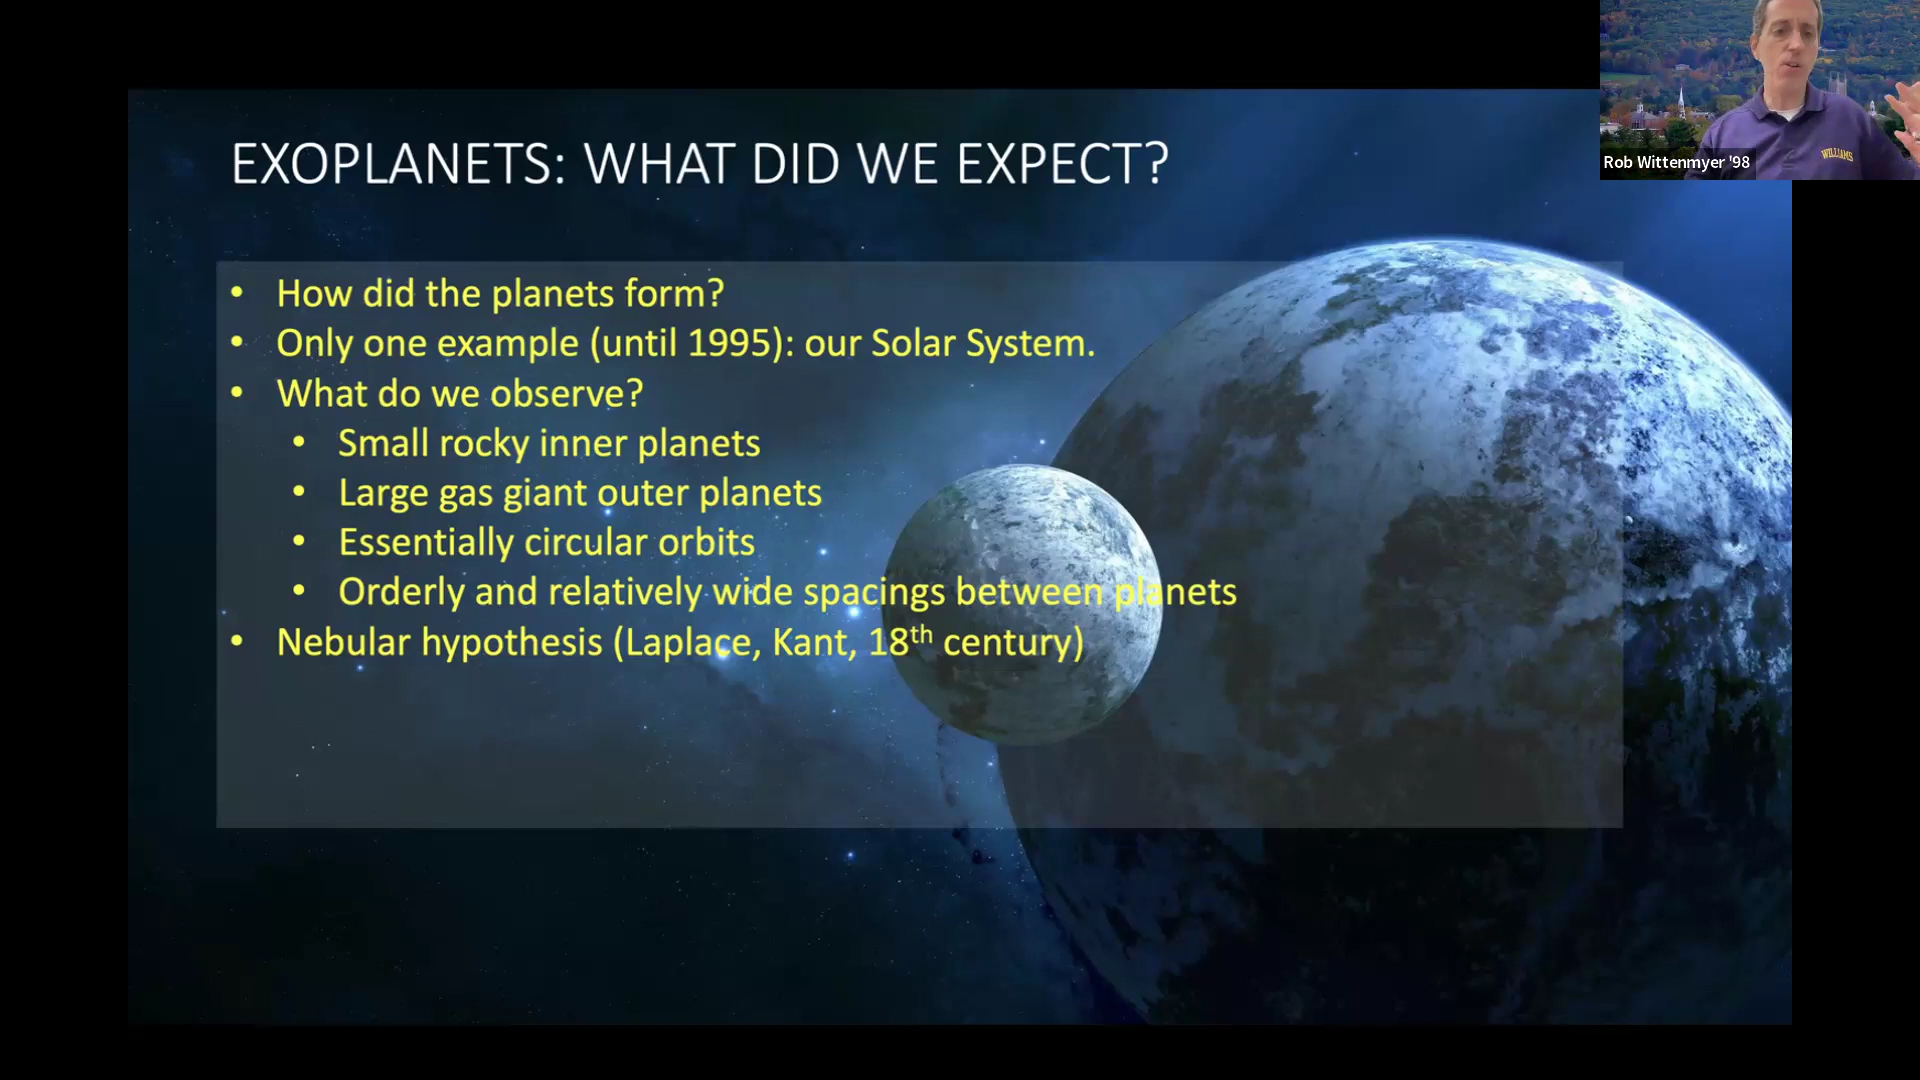 EXOPLANETS: WHAT DID WE EXPECT?
WILLIAMS
Rob Wittenmyer '98
• How did the planets form?
• Only one example (until 1995): our Solar System.
• What do we observe?
• Small rocky inner planets
• Large gas giant outer planets
• Essentially circular orbits
• Orderly and relatively wide spacings between planets
• Nebular hypothesis (Laplace, Kant, 18th century)